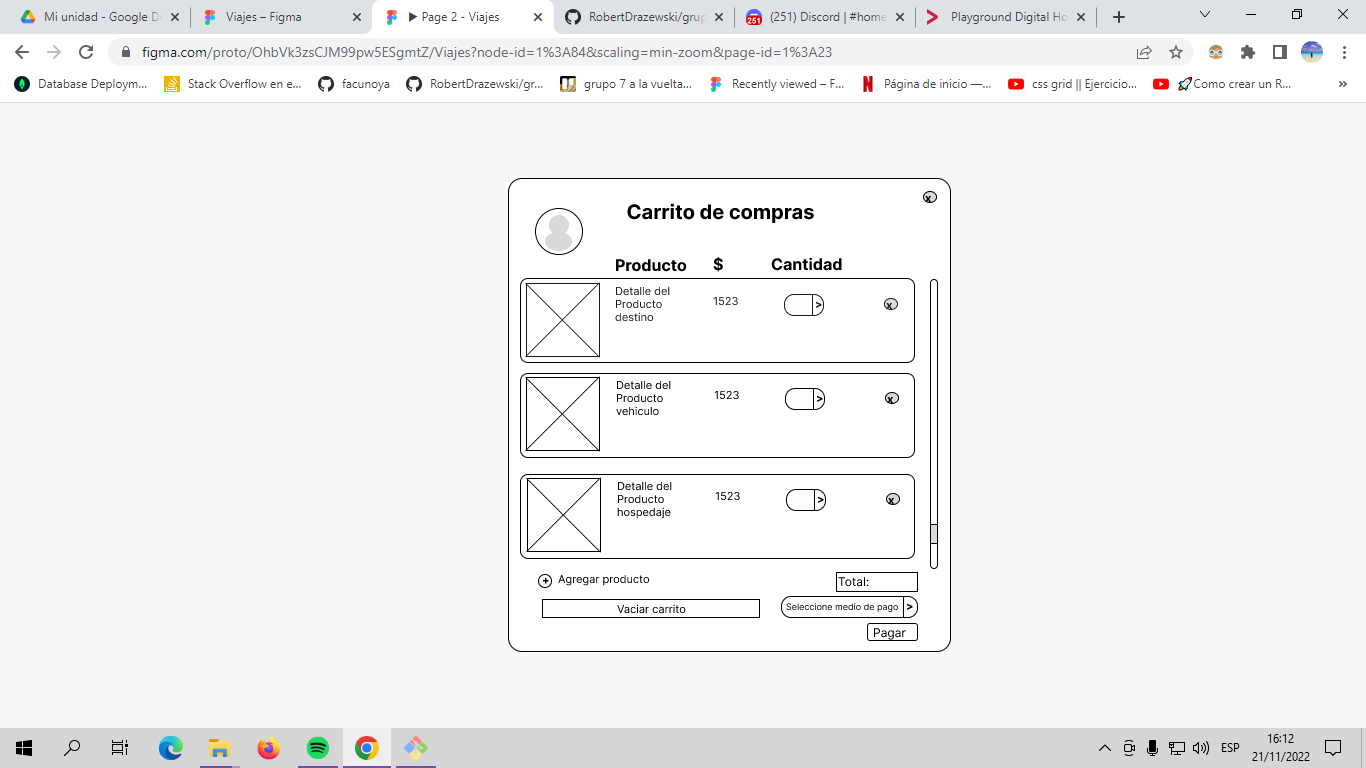 Mi unidad - Google D
Viajes – Figma
▶ Page 2 - Viajes
RobertDrazewski/grup
(251) Discord | #home
Playground Digital Ho
figma.com/proto/OhbVk3zsCJM99pw5ESgmtZ/Viajes?node-id=1%3A84&scaling=min-zoom&page-id=1%3A23
Database Deploym...
Stack Overflow en e...
facunoya
RobertDrazewski/gr...
grupo 7 a la vuelta...
Recently viewed – F...
Página de inicio —...
css grid || Ejercicio...
🚀Como crear un R...
»
x
Carrito de compras
Producto $ Cantidad
Detalle del
Producto
destino
1523
>
x
Detalle del
Producto
vehiculo
1523
>
x
Detalle del
Producto
hospedaje
1523
>
x
Agregar producto
Total:
Vaciar carrito
Seleccione medio de pago >
Pagar
ESP
16:12
21/11/2022